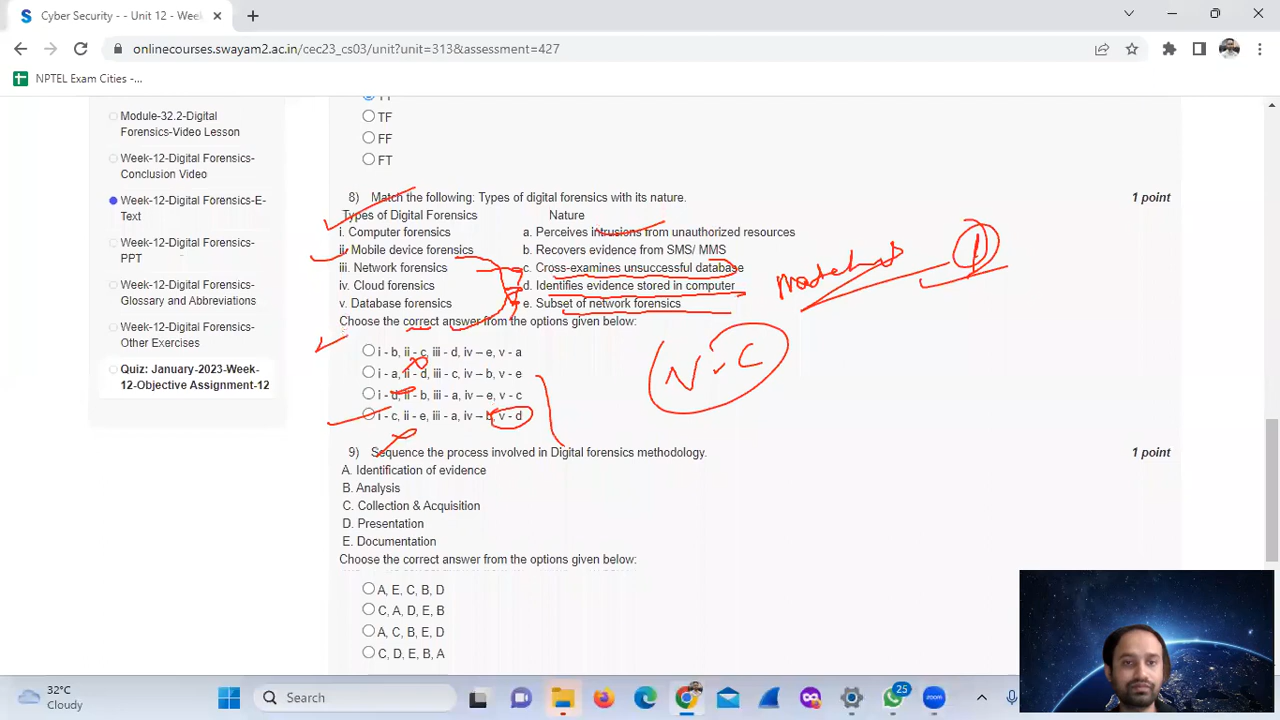 Cyber Security - - Unit 12 - Wee
onlinecourses.swayam2.ac.in/cec23_cs03/unit?unit=313&assessment=427
NPTEL Exam Cities -...
Module-32.2-Digital
Forensics-Video Lesson
Week-12-Digital Forensics-
Conclusion Video
Week-12-Digital Forensics-E-
Text
Week-12-Digital Forensics-
PPT
Week-12-Digital Forensics-
Glossary and Abbreviations
Week-12-Digital Forensics-
Other Exercises
Quiz: January-2023-Week-
12-Objective Assignment-12
TF
FF
FT
8) Match the following: Types of digital forensics with its nature. 1 point
Types of Digital Forensics Nature
i. Computer forensics a. Perceives intrusions from unauthorized resources
ii. Mobile device forensics b. Recovers evidence from SMS/ MMS
iii. Network forensics c. Cross-examines unsuccessful database
iv. Cloud forensics d. Identifies evidence stored in computer
v. Database forensics e. Subset of network forensics
Choose the correct answer from the options given below:
i - b, ii - c, iii - d, iv – e, v - a
i - a, ii - d, iii - c, iv – b, v - e
i - d, ii - b, iii - a, iv – e, v - c
i - c, ii - e, iii - a, iv – b, v - d
V - C
1
9) Sequence the process involved in Digital forensics methodology. 1 point
A. Identification of evidence
B. Analysis
C. Collection & Acquisition
D. Presentation
E. Documentation
Choose the correct answer from the options given below:
A, E, C, B, D
C, A, D, E, B
A, C, B, E, D
C, D, E, B, A
32°C
Cloudy
Search
25
zoom